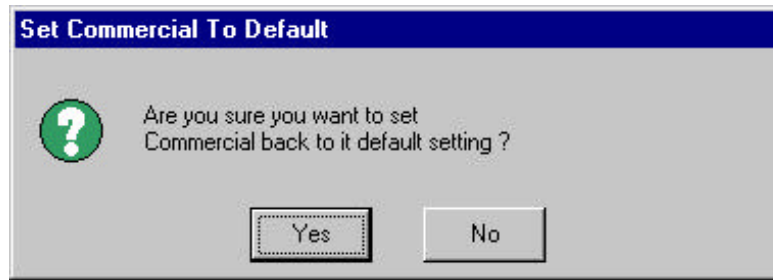 Set Commercial To Default
Are you sure you want to set
Commercial back to it default setting ?
Yes No